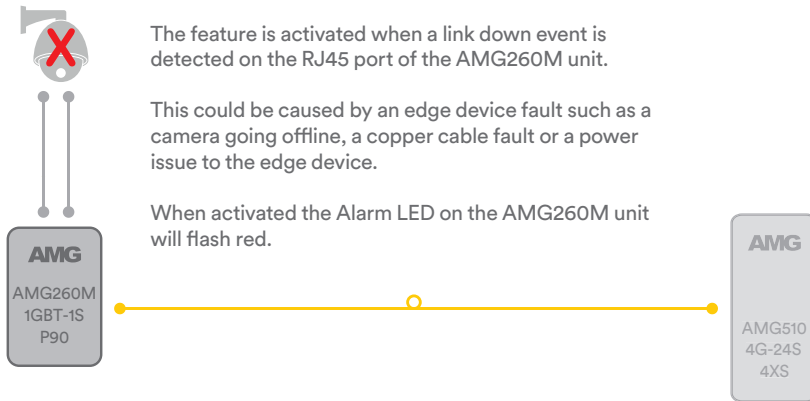 The feature is activated when a link down event is
detected on the RJ45 port of the AMG260M unit.
This could be caused by an edge device fault such as a
camera going offline, a copper cable fault or a power
issue to the edge device.
When activated the Alarm LED on the AMG260M unit
will flash red.
AMG
AMG260M
1GBT-1S
P90
AMG
AMG510
4G-24S
4XS